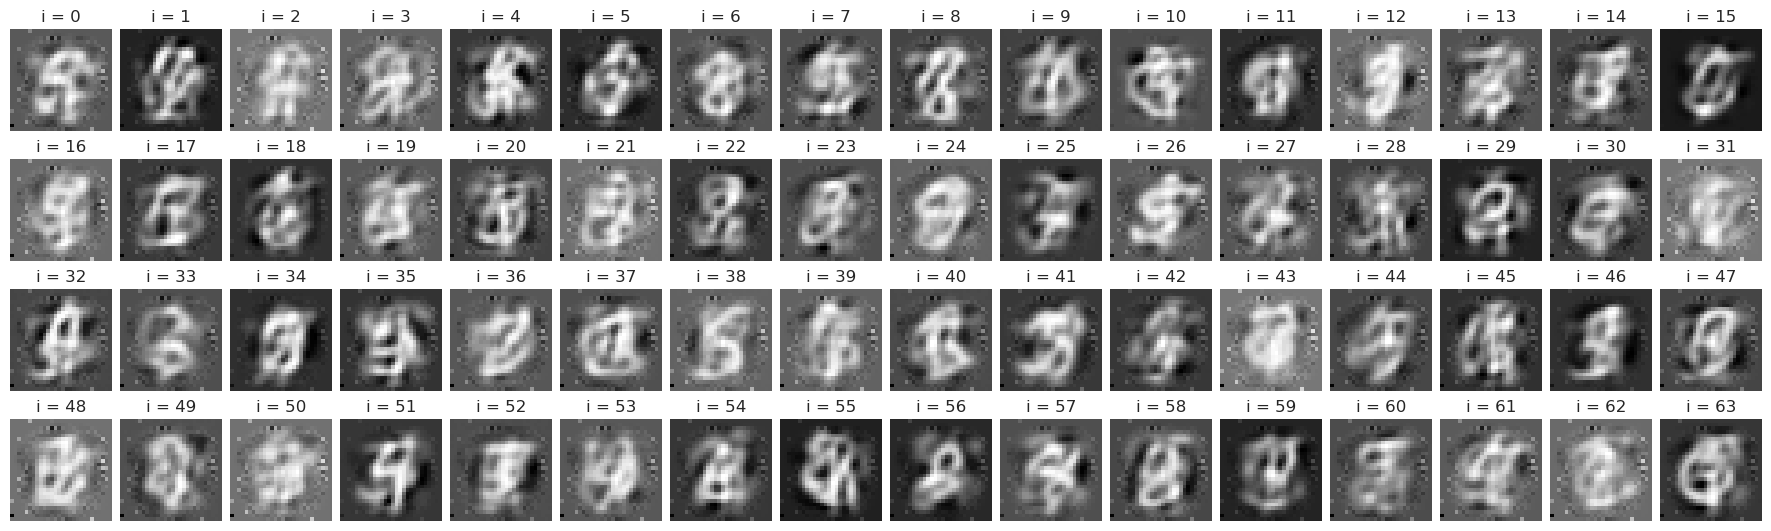 i = 0 i = 1 i = 2 i = 3 i = 4 i = 5 i = 6 i = 7 i = 8 i = 9 i = 10 i = 11 i = 12 i = 13 i = 14 i = 15
i = 16 i = 17 i = 18 i = 19 i = 20 i = 21 i = 22 i = 23 i = 24 i = 25 i = 26 i = 27 i = 28 i = 29 i = 30 i = 31
i = 32 i = 33 i = 34 i = 35 i = 36 i = 37 i = 38 i = 39 i = 40 i = 41 i = 42 i = 43 i = 44 i = 45 i = 46 i = 47
i = 48 i = 49 i = 50 i = 51 i = 52 i = 53 i = 54 i = 55 i = 56 i = 57 i = 58 i = 59 i = 60 i = 61 i = 62 i = 63